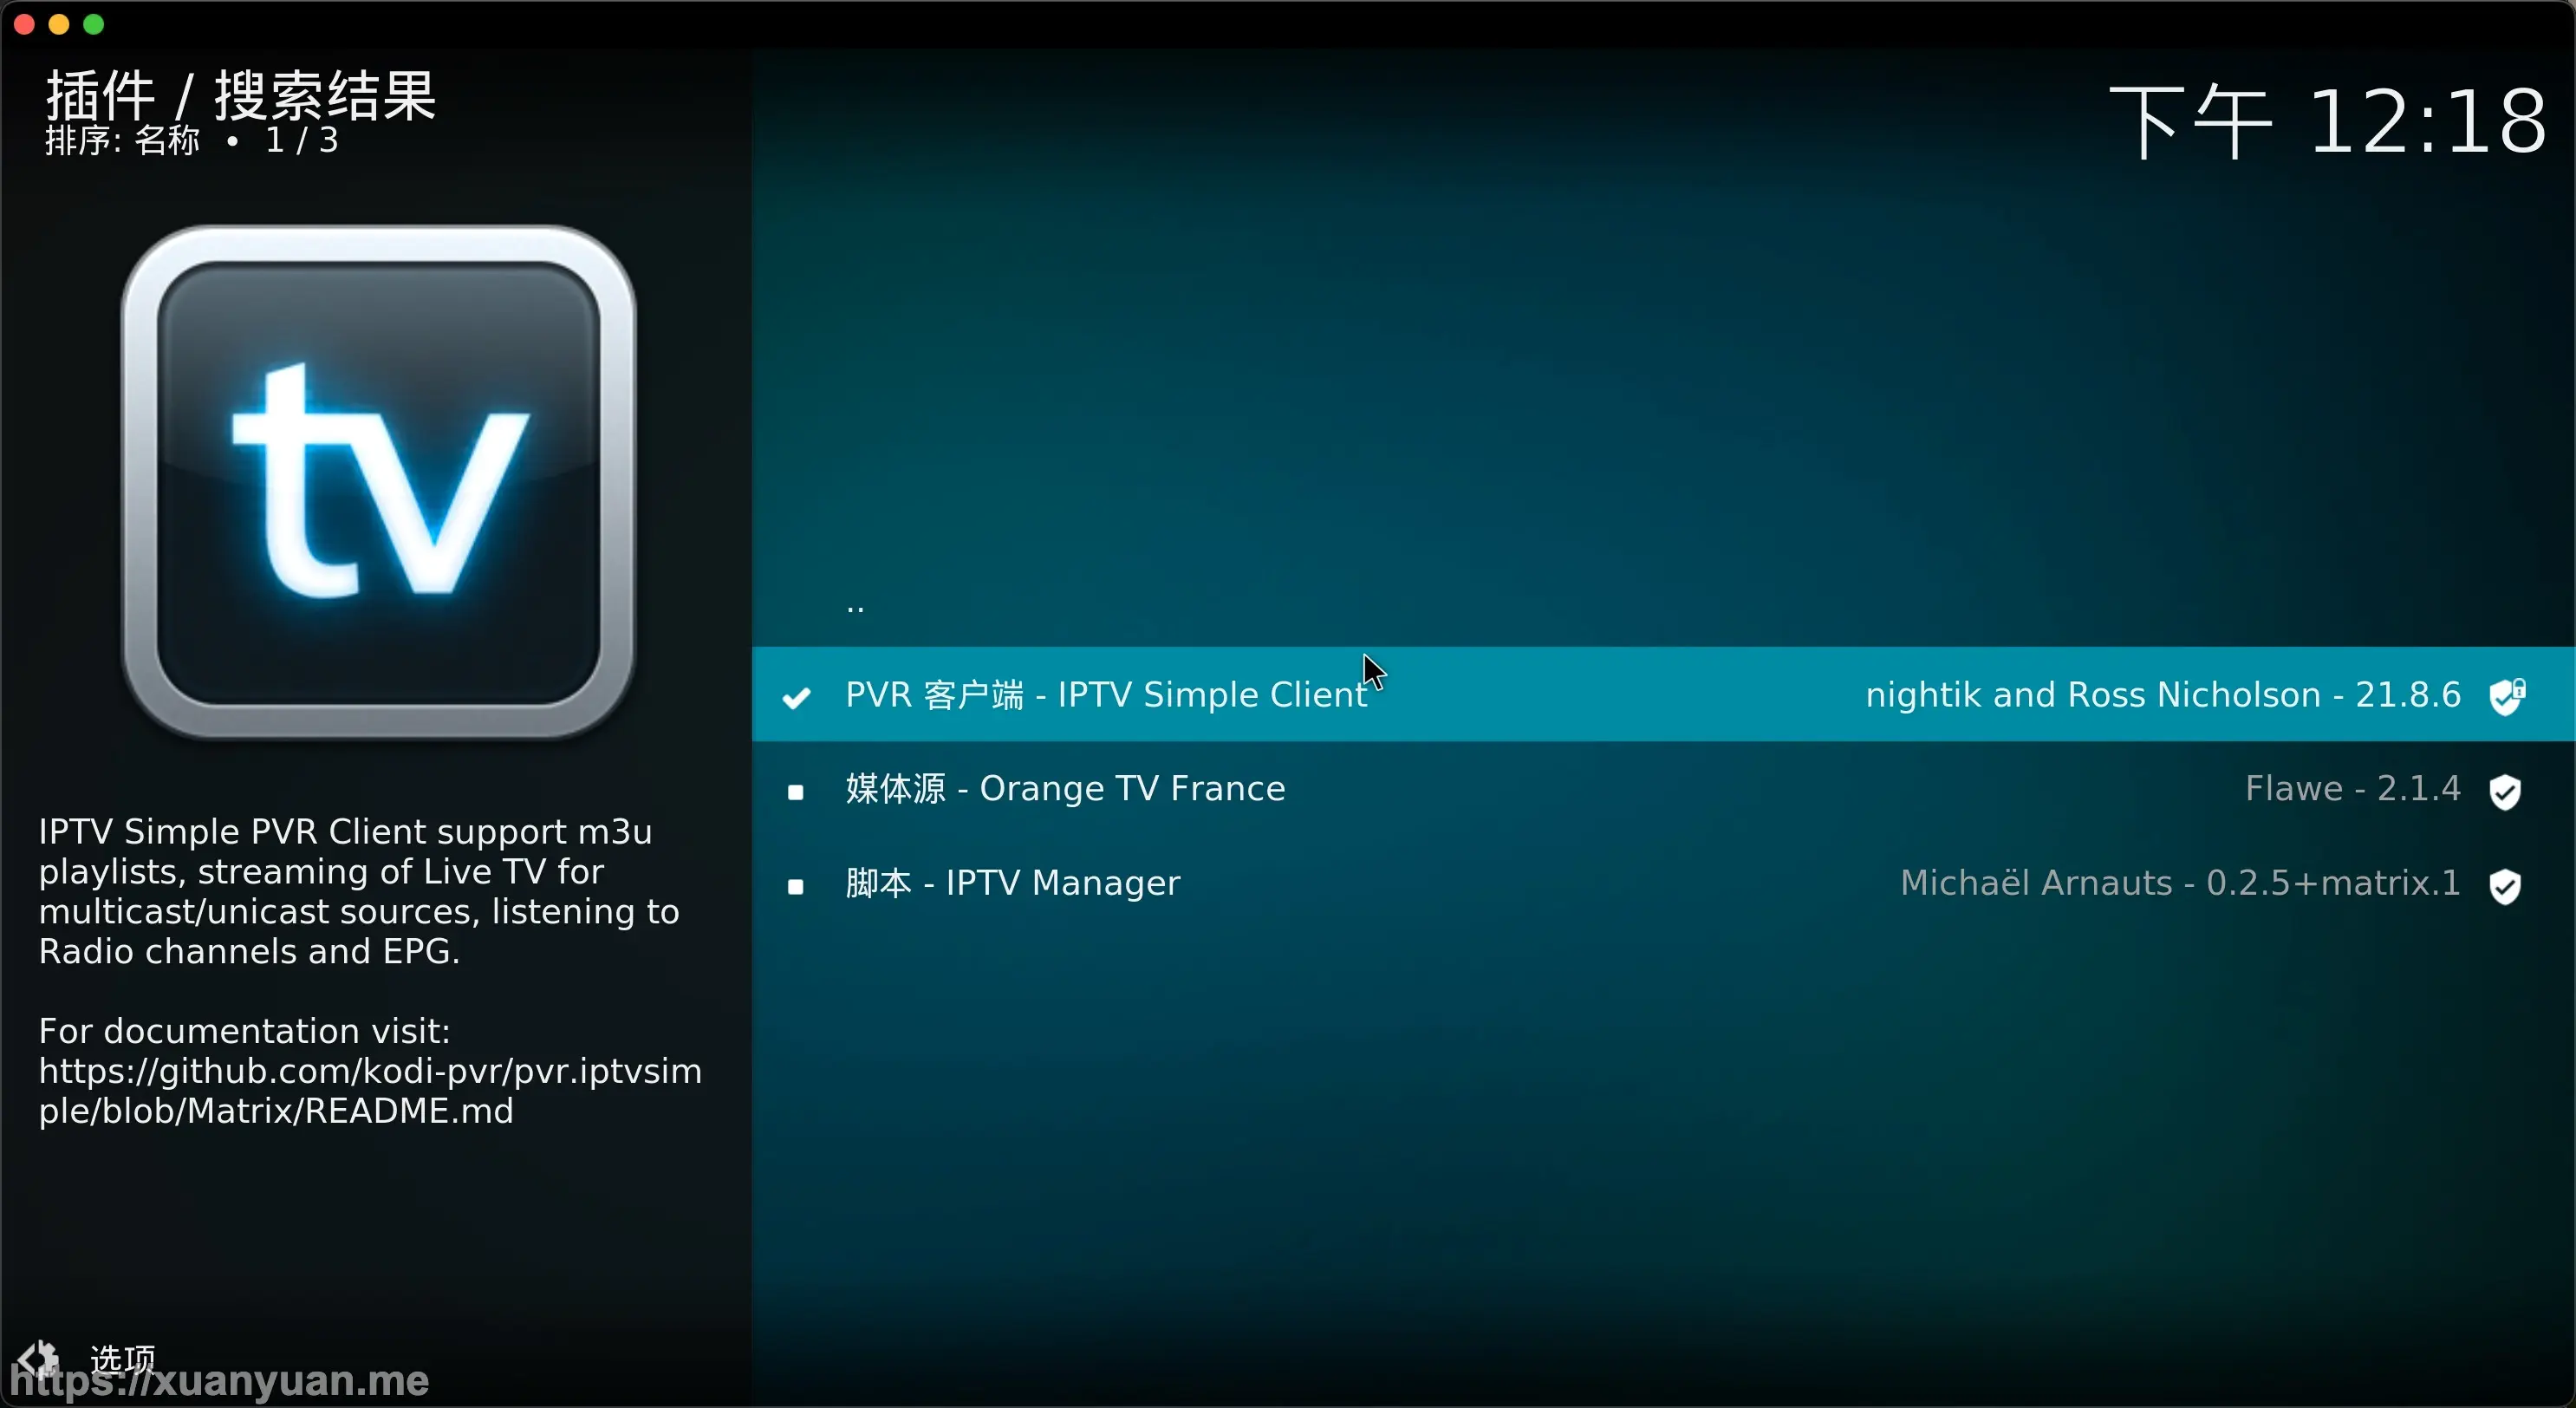 插件 / 搜索结果
排序: 名称 • 1 / 3
下午 12:18
tv
..
PVR 客户端 - IPTV Simple Client
nightik and Ross Nicholson - 21.8.6
媒体源 - Orange TV France
Flawe - 2.1.4
脚本 - IPTV Manager
Michaël Arnauts - 0.2.5+matrix.1
IPTV Simple PVR Client support m3u
playlists, streaming of Live TV for
multicast/unicast sources, listening to
Radio channels and EPG.
For documentation visit:
https://github.com/kodi-pvr/pvr.iptvsim
ple/blob/Matrix/README.md
选项
https://xuanyuan.me